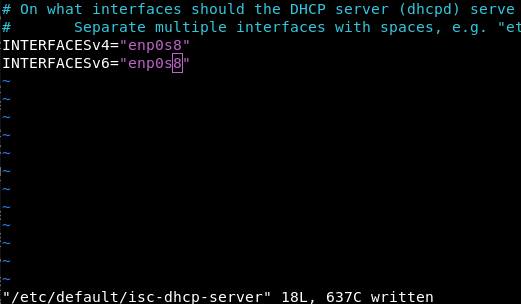 # On what interfaces should the DHCP server (dhcpd) serve
#       Separate multiple interfaces with spaces, e.g. "et
INTERFACESv4="enp0s8"
INTERFACESv6="enp0s8"
~
~
~
~
~
~
~
~
~
~
~
~
"/etc/default/isc-dhcp-server" 18L, 637C written